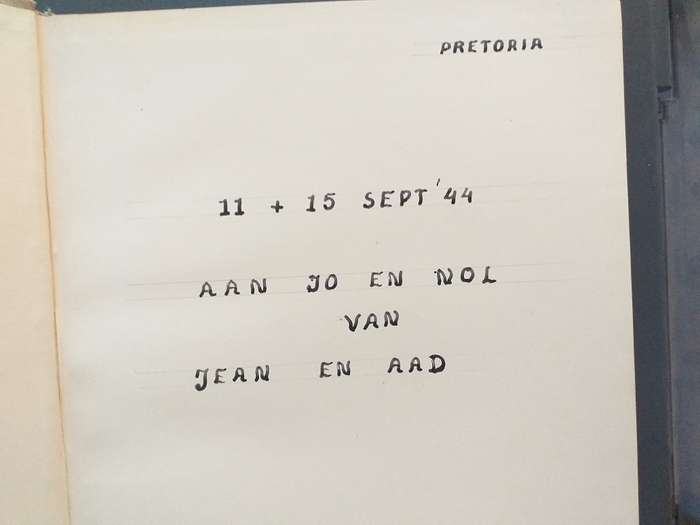 PRETORIA
11 + 15 SEPT '44
AAN JO EN NOL
VAN
JEAN EN AAD